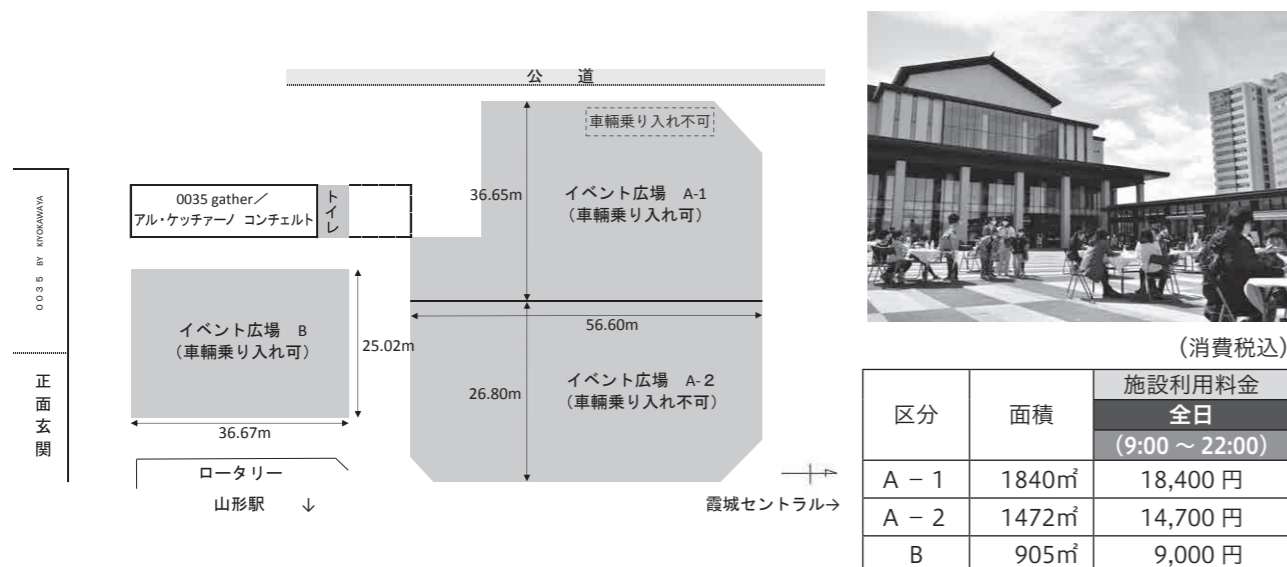 公　道
車輛乗り入れ不可
36.65m
イベント広場　A-1
（車輛乗り入れ可）
0035 gather／
アル・ケッチァーノ コンチェルト
トイレ
0035 BY KIYOKAWAYA
正面玄関
イベント広場　B
（車輛乗り入れ可）
25.02m
36.67m
56.60m
26.80m
イベント広場　A-２
（車輛乗り入れ不可）
ロータリー
山形駅　↓
霞城セントラル→
（消費税込）
区分　面積　施設利用料金
全日
（9:00 ～ 22:00）
A － 1　1840㎡　18,400 円
A － 2　1472㎡　14,700 円
B　905㎡　9,000 円